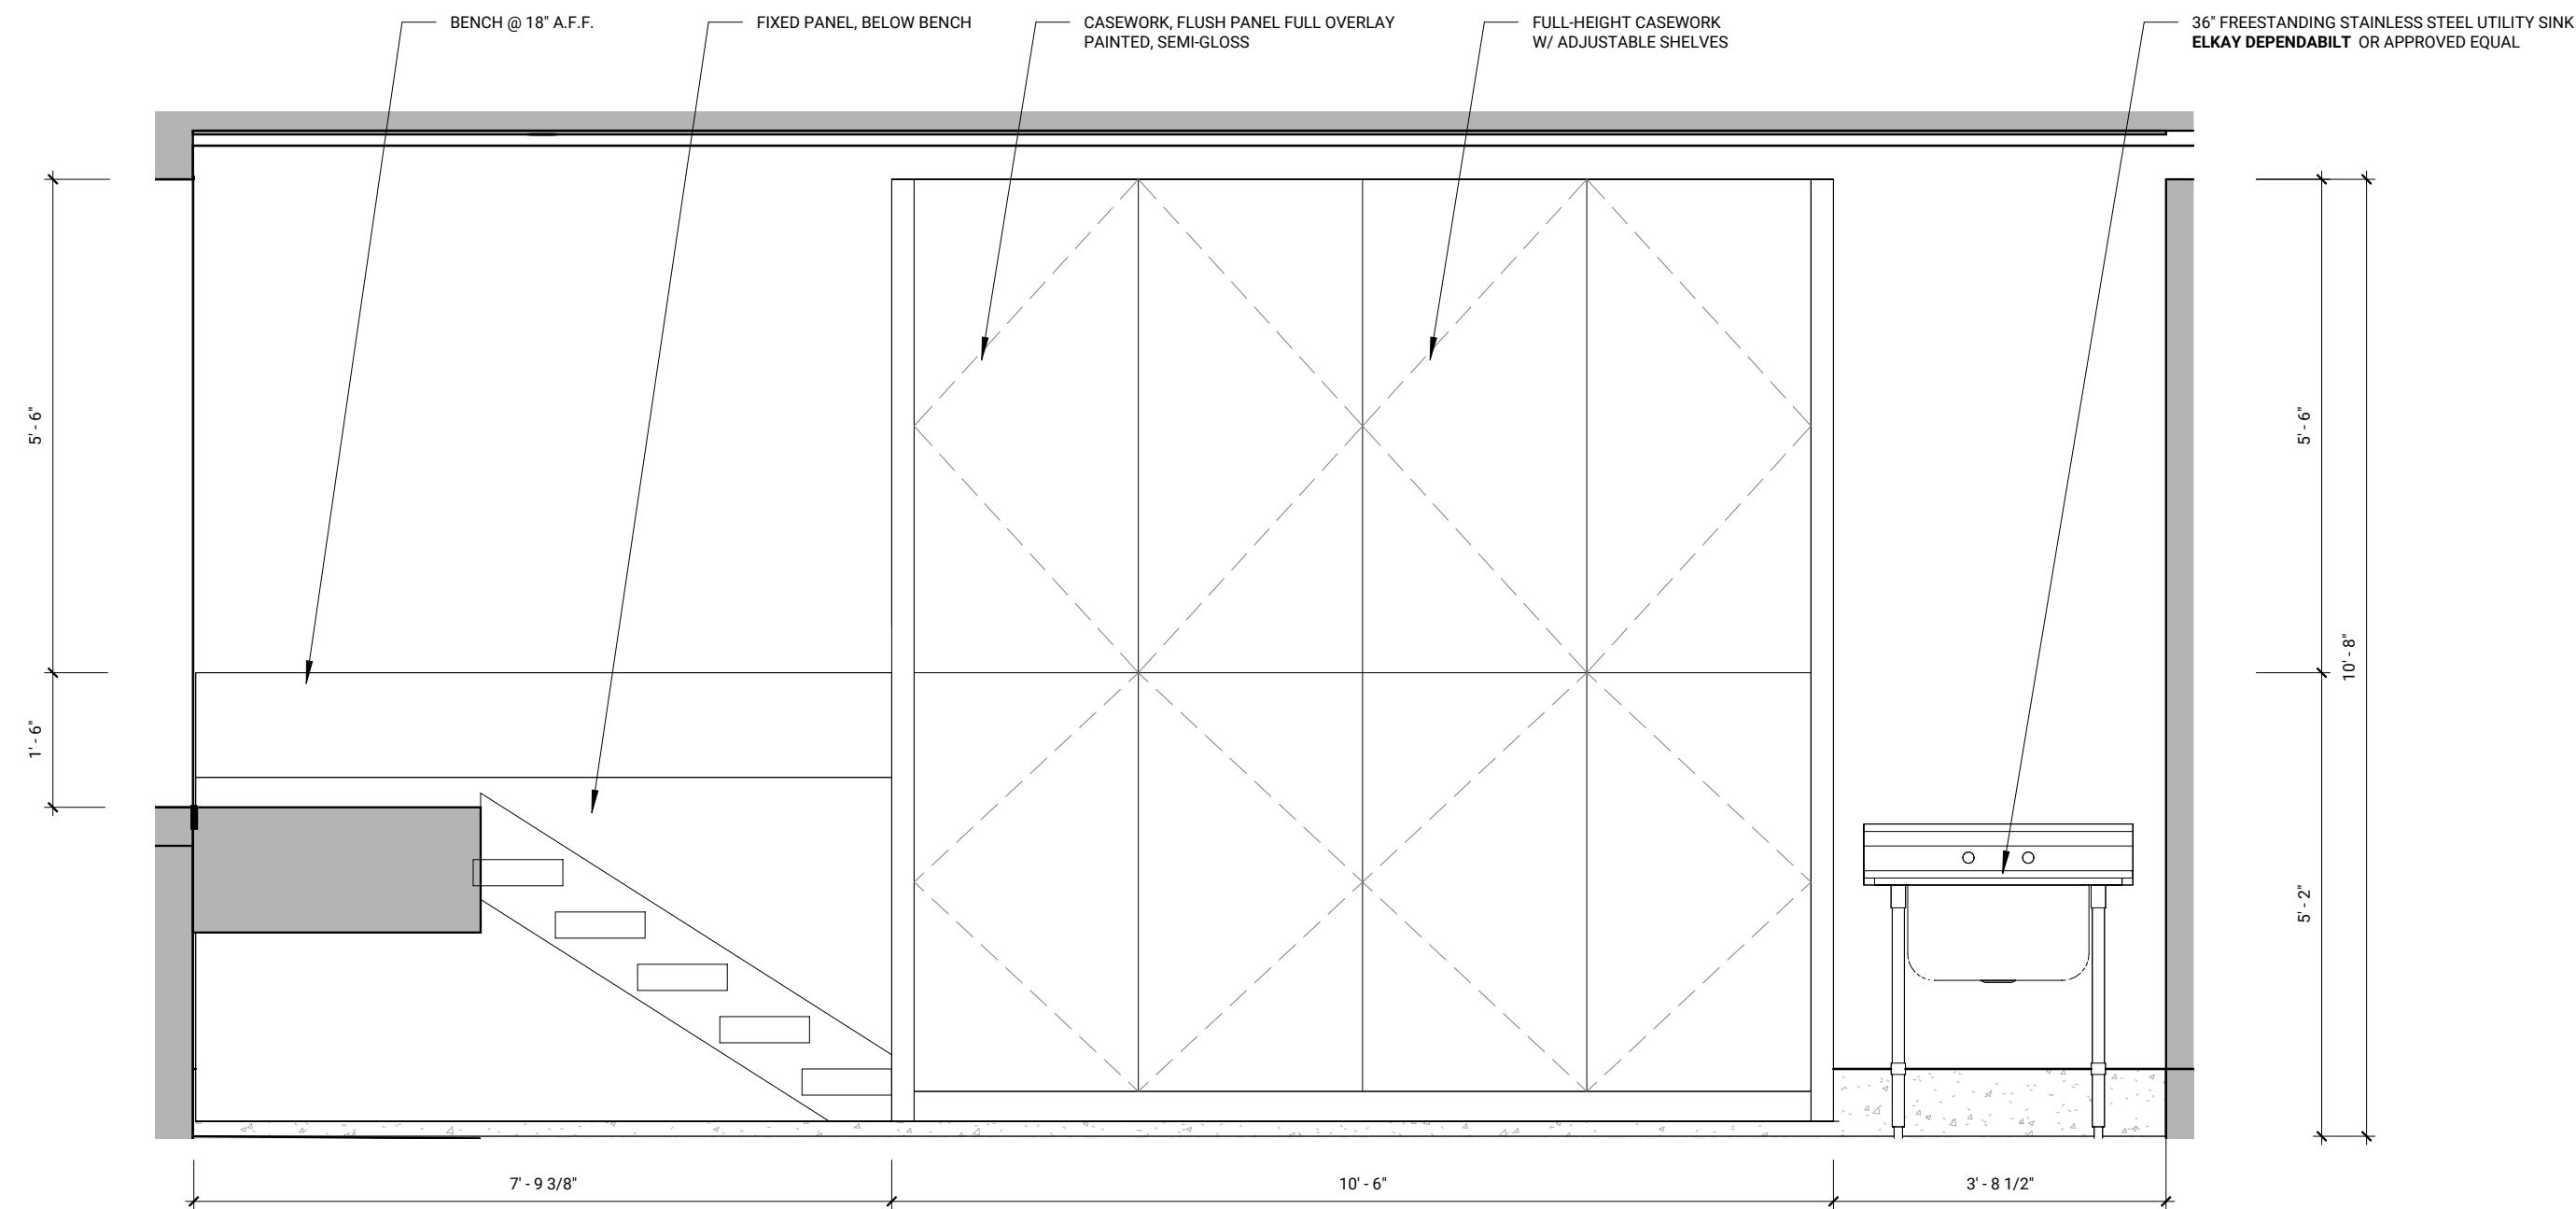 BENCH @ 18" A.F.F.
FIXED PANEL, BELOW BENCH
CASEWORK, FLUSH PANEL FULL OVERLAY
PAINTED, SEMI-GLOSS
FULL-HEIGHT CASEWORK
W/ ADJUSTABLE SHELVES
36" FREESTANDING STAINLESS STEEL UTILITY SINK
ELKAY DEPENDABILT OR APPROVED EQUAL
5' - 6"
1' - 6"
5' - 6"
10' - 8"
5' - 2"
7' - 9 3/8"
10' - 6"
3' - 8 1/2"